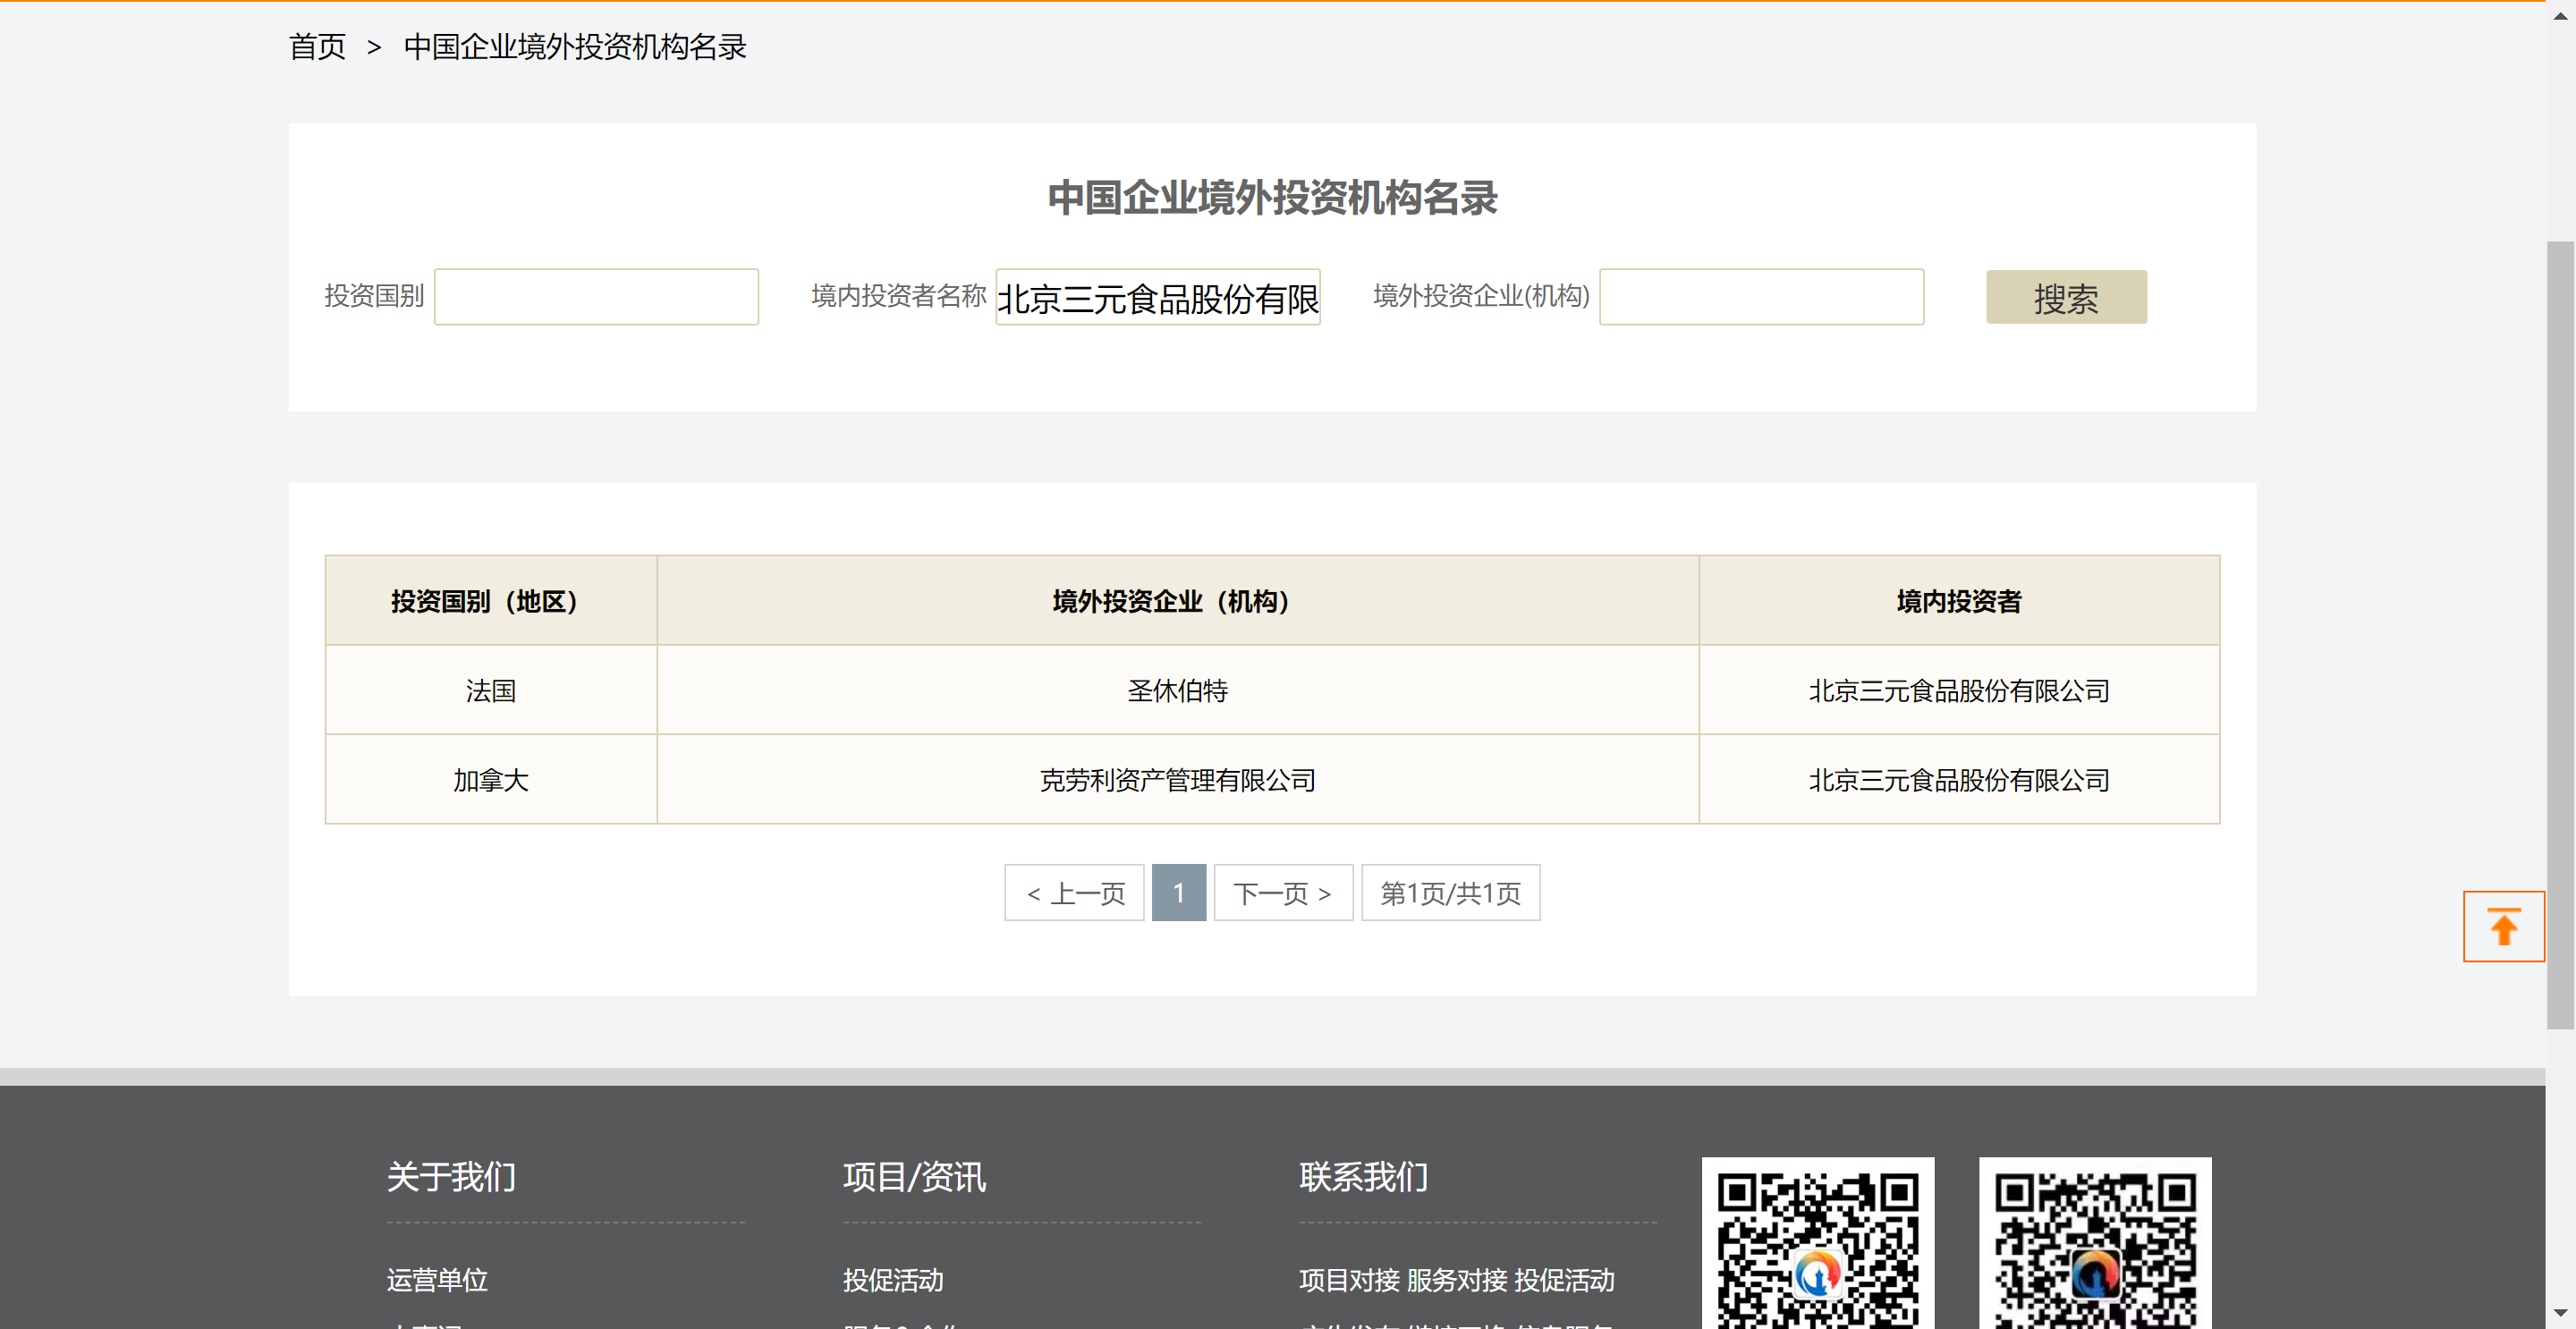 首页 > 中国企业境外投资机构名录
中国企业境外投资机构名录
投资国别 境内投资者名称 北京三元食品股份有限 境外投资企业(机构) 搜索
投资国别（地区） 境外投资企业（机构） 境内投资者
法国 圣休伯特 北京三元食品股份有限公司
加拿大 克劳利资产管理有限公司 北京三元食品股份有限公司
< 上一页 1 下一页 > 第1页/共1页
关于我们 项目/资讯 联系我们
运营单位 投促活动 项目对接 服务对接 投促活动